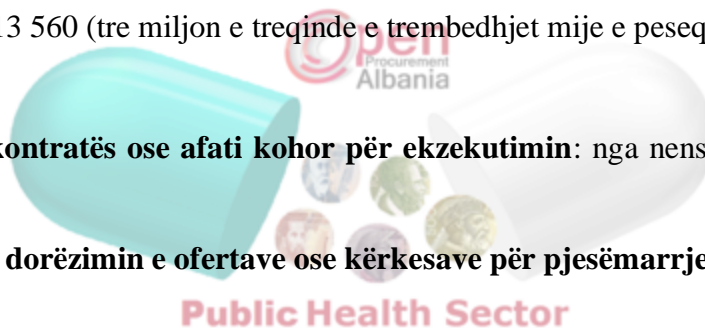 13 560 (tre miljon e treqinde e trembedhjet mije e peseq
Open
Procurement
Albania
kontratës ose afati kohor për ekzekutimin: nga nens
dorëzimin e ofertave ose kërkesave për pjesëmarrje
Public Health Sector